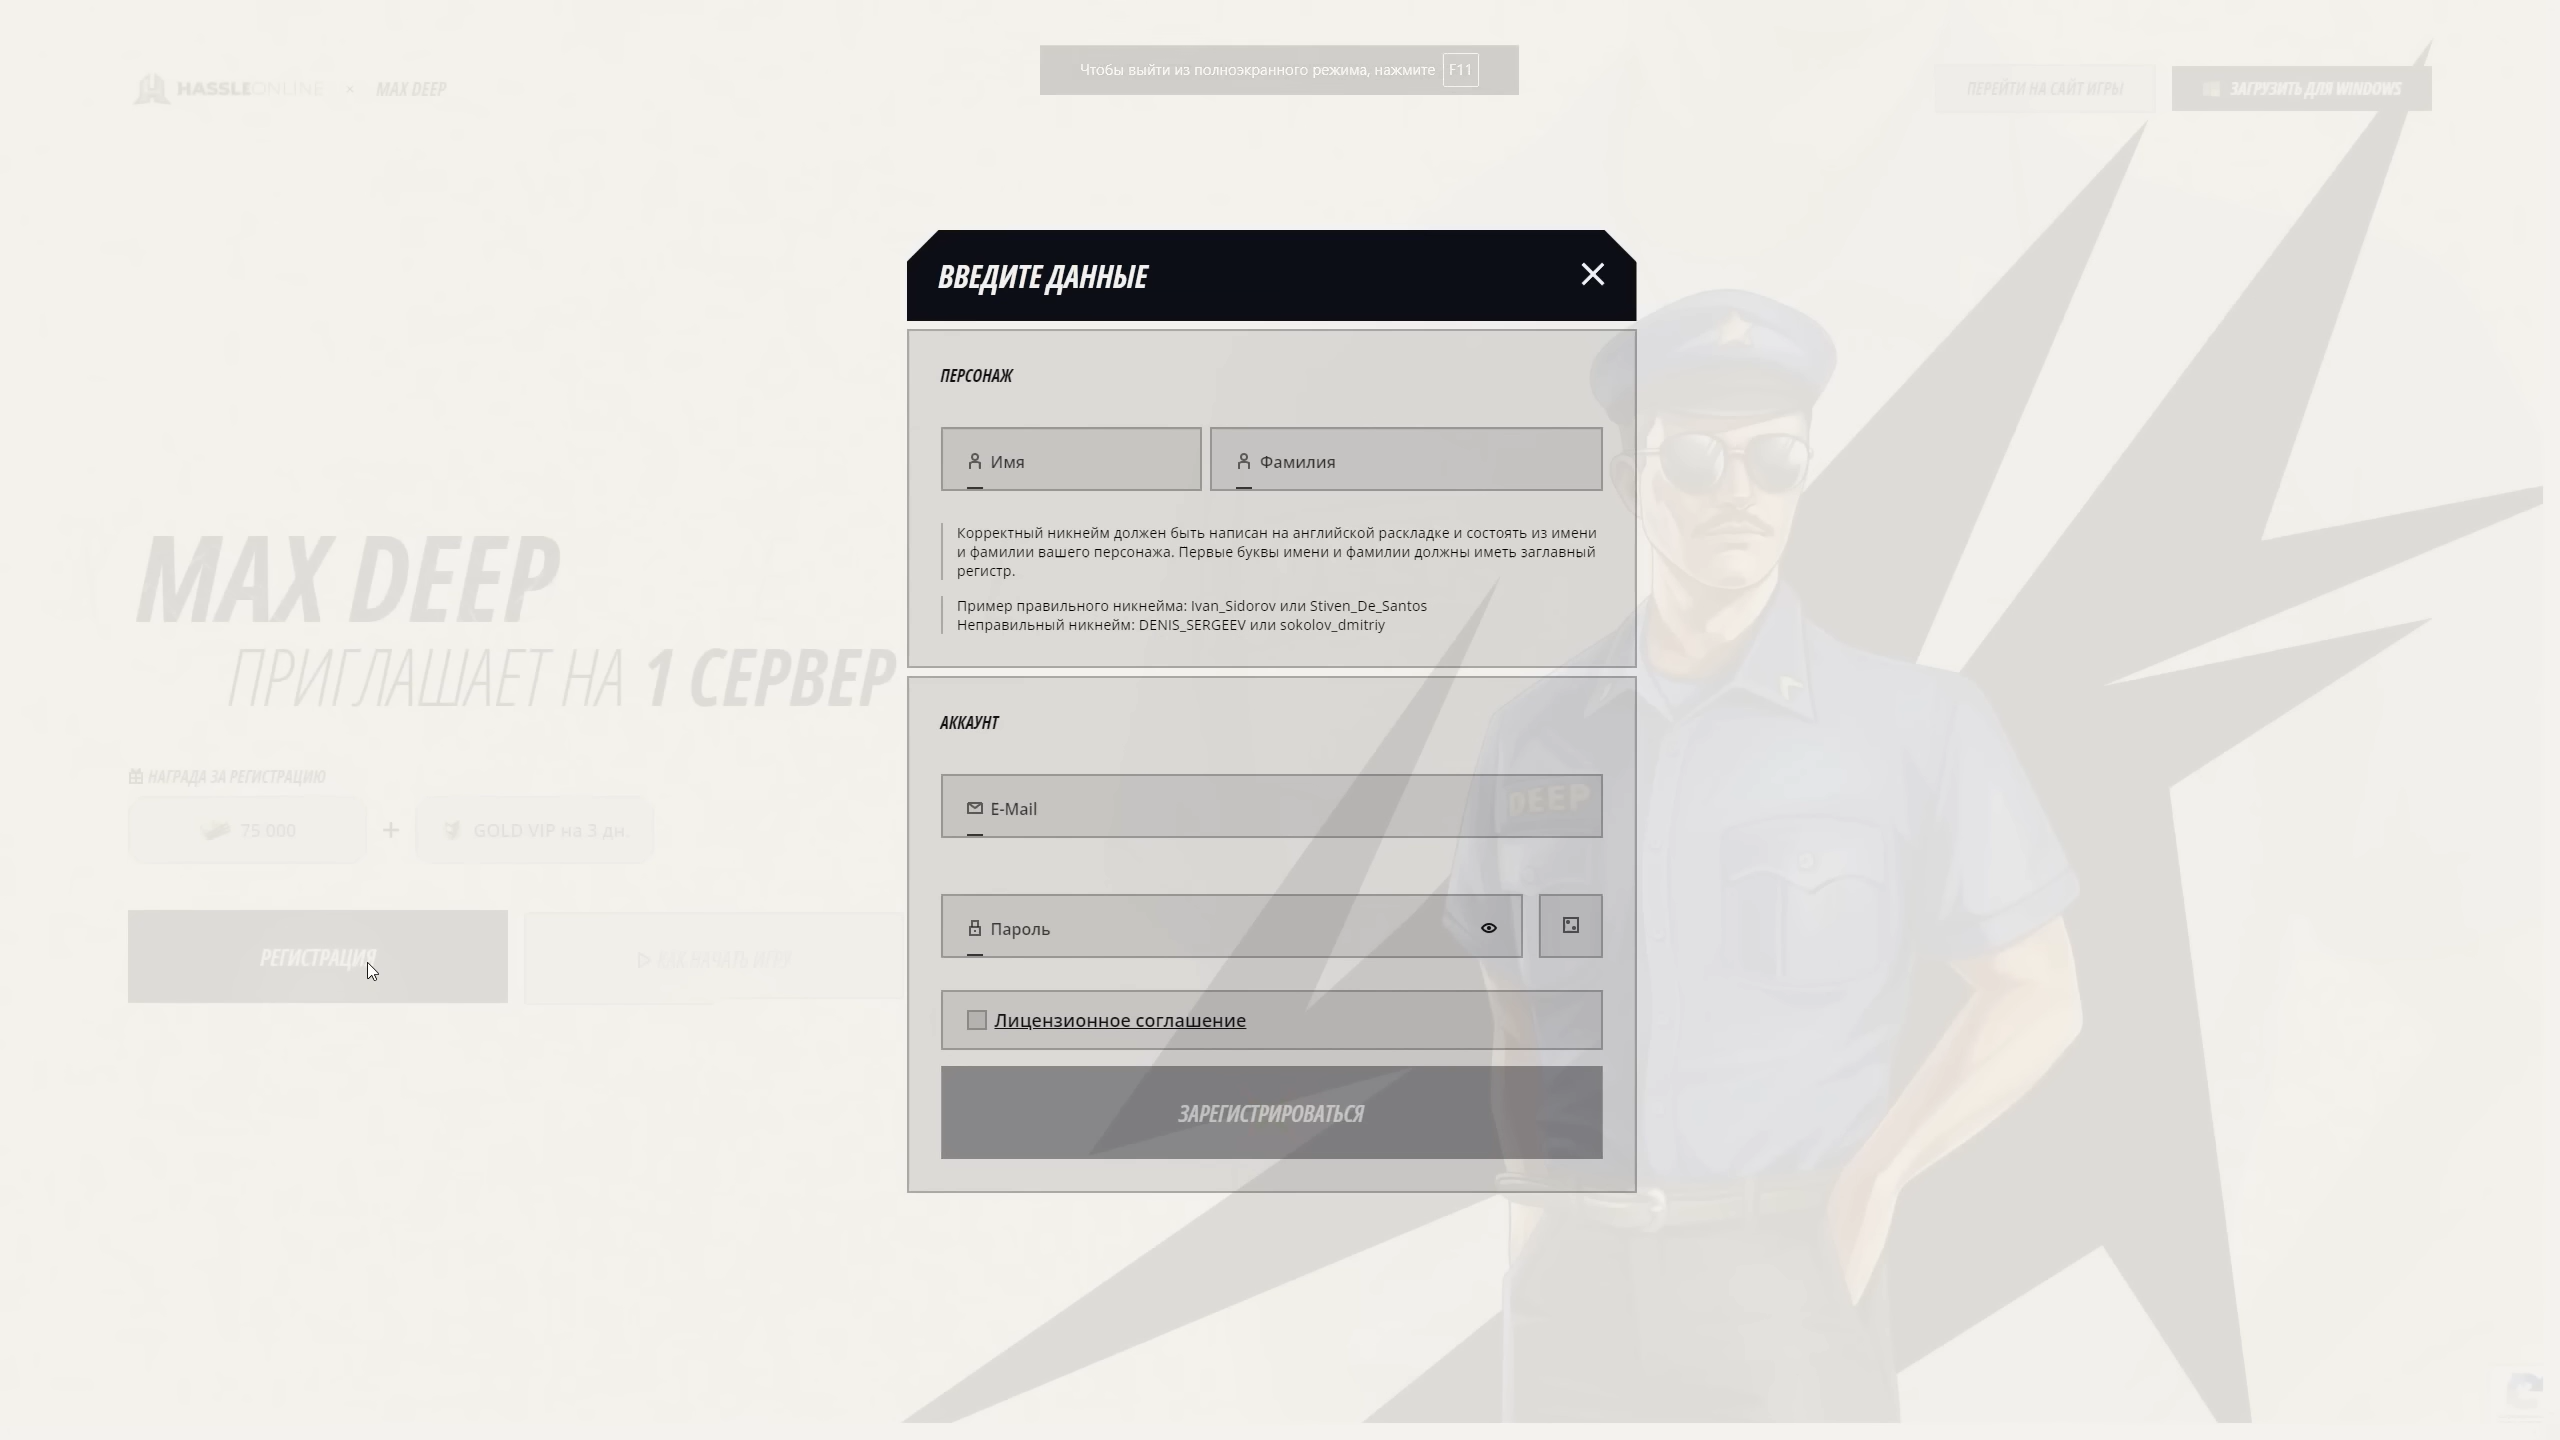 HASSLE ONLINE × MAX DEEP
Чтобы выйти из полноэкранного режима, нажмите F11
ПЕРЕЙТИ НА САЙТ ИГРЫ
ЗАГРУЗИТЬ ДЛЯ WINDOWS
MAX DEEP
ПРИГЛАШАЕТ НА 1 СЕРВЕР
НАГРАДА ЗА РЕГИСТРАЦИЮ
75 000 + GOLD VIP на 3 дн.
РЕГИСТРАЦИЯ
КАК НАЧАТЬ ИГРУ
ВВЕДИТЕ ДАННЫЕ
ПЕРСОНАЖ
Имя
Фамилия
Корректный никнейм должен быть написан на английской раскладке и состоять из имени
и фамилии вашего персонажа. Первые буквы имени и фамилии должны иметь заглавный
регистр.
Пример правильного никнейма: Ivan_Sidorov или Stiven_De_Santos
Неправильный никнейм: DENIS_SERGEEV или sokolov_dmitriy
АККАУНТ
E-Mail
Пароль
Лицензионное соглашение
ЗАРЕГИСТРИРОВАТЬСЯ
DEEP